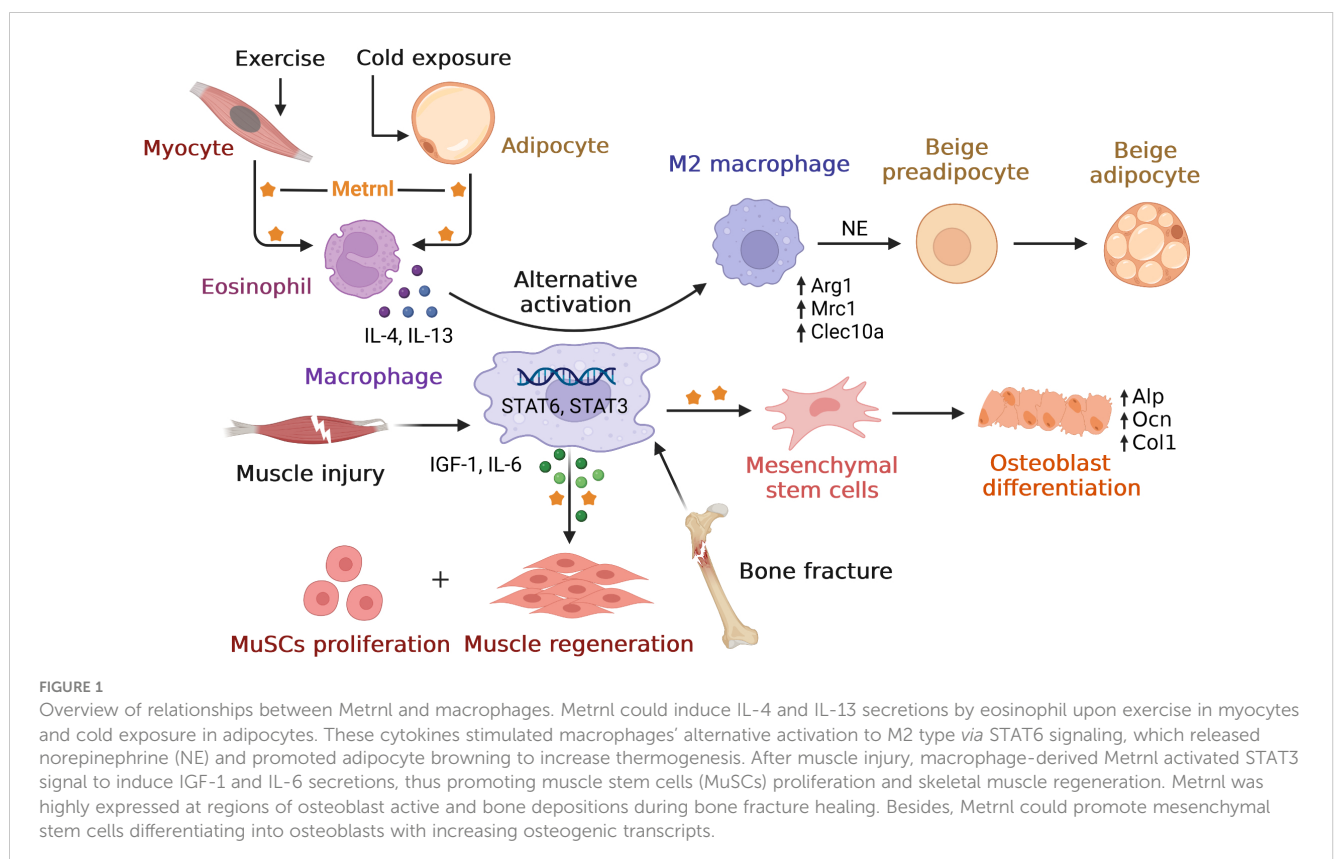 Exercise
Cold exposure
Myocyte
Adipocyte
Metrnl
Eosinophil
IL-4, IL-13
Alternative
activation
M2 macrophage
Arg1
Mrc1
Clec10a
NE
Beige
preadipocyte
Beige
adipocyte
Macrophage
STAT6, STAT3
Muscle injury
IGF-1, IL-6
Mesenchymal
stem cells
Osteoblast
differentiation
Alp
Ocn
Col1
Bone fracture
+
MuSCs proliferation
Muscle regeneration
FIGURE 1
Overview of relationships between Metrnl and macrophages. Metrnl could induce IL-4 and IL-13 secretions by eosinophil upon exercise in myocytes
and cold exposure in adipocytes. These cytokines stimulated macrophages’ alternative activation to M2 type via STAT6 signaling, which released
norepinephrine (NE) and promoted adipocyte browning to increase thermogenesis. After muscle injury, macrophage-derived Metrnl activated STAT3
signal to induce IGF-1 and IL-6 secretions, thus promoting muscle stem cells (MuSCs) proliferation and skeletal muscle regeneration. Metrnl was
highly expressed at regions of osteoblast active and bone depositions during bone fracture healing. Besides, Metrnl could promote mesenchymal
stem cells differentiating into osteoblasts with increasing osteogenic transcripts.